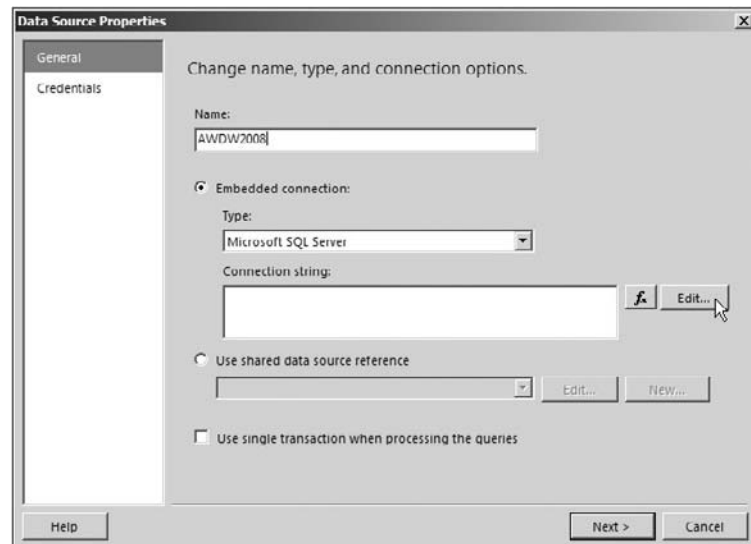 Data Source Properties
General
Credentials
Change name, type, and connection options.
Name:
AWDW2008
Embedded connection:
Type:
Microsoft SQL Server
Connection string:
fx Edit...
Use shared data source reference
Edit... New...
Use single transaction when processing the queries
Help Next > Cancel